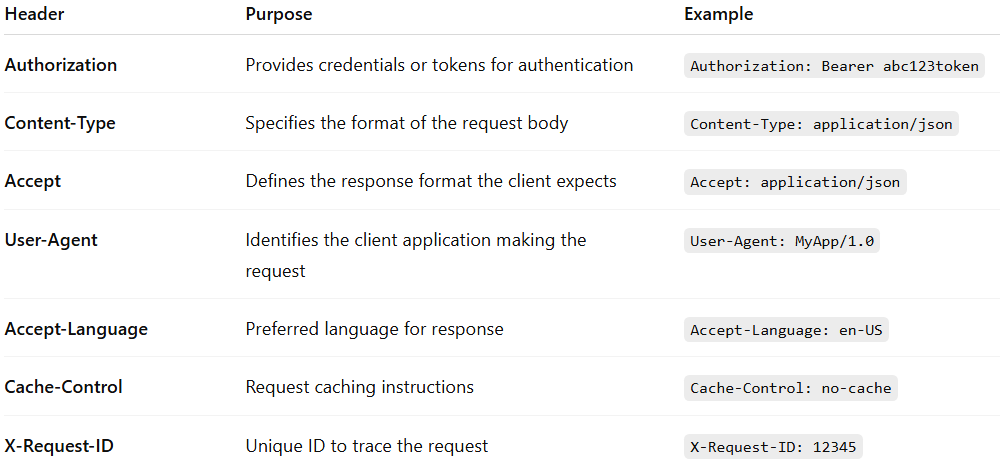 Header Purpose Example
Authorization Provides credentials or tokens for authentication Authorization: Bearer abc123token
Content-Type Specifies the format of the request body Content-Type: application/json
Accept Defines the response format the client expects Accept: application/json
User-Agent Identifies the client application making the User-Agent: MyApp/1.0
request
Accept-Language Preferred language for response Accept-Language: en-US
Cache-Control Request caching instructions Cache-Control: no-cache
X-Request-ID Unique ID to trace the request X-Request-ID: 12345